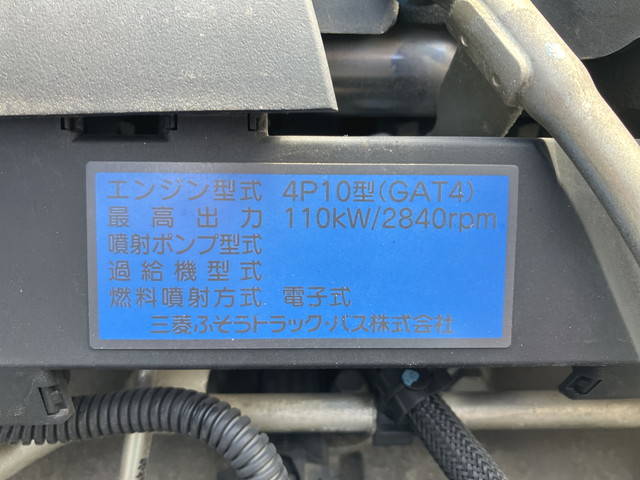 エンジン型式 4P10型(GAT4)
最高出力 110kW/2840rpm
噴射ポンプ型式
過給機型式
燃料噴射方式 電子式
三菱ふそうトラック・バス株式会社